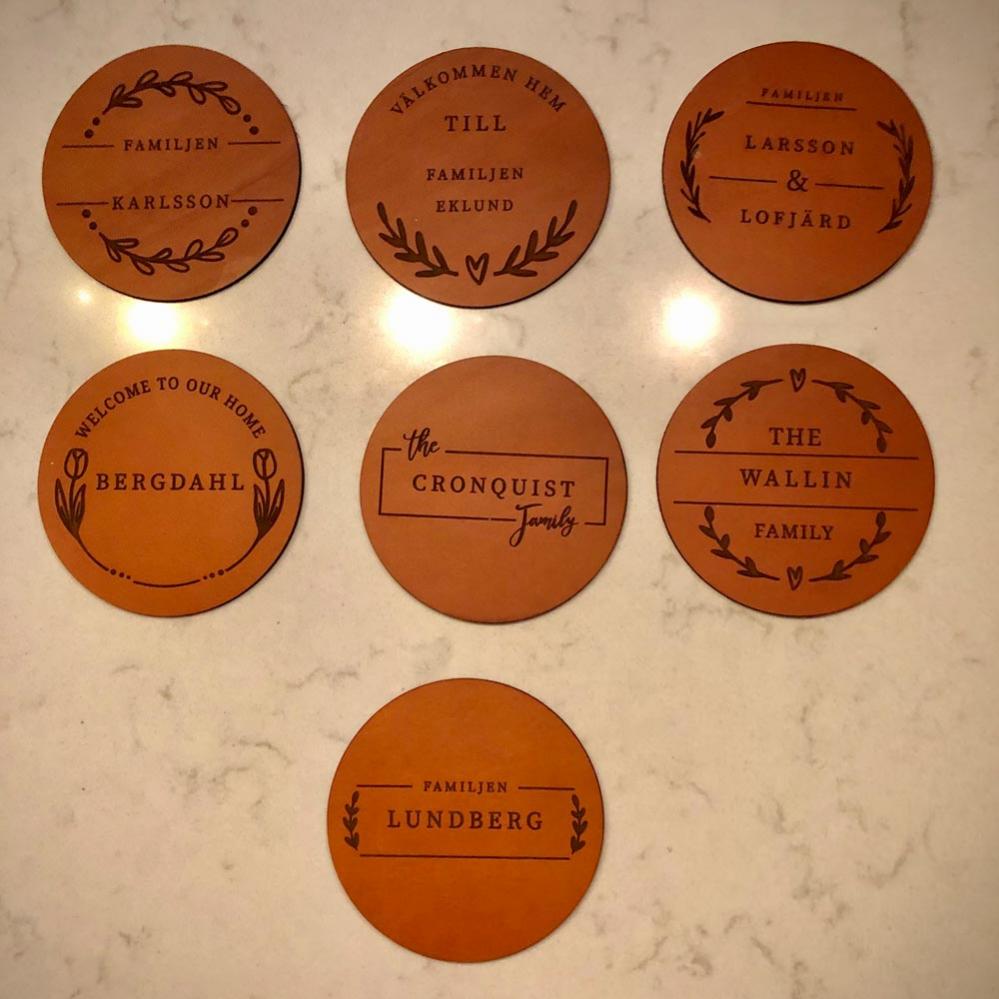 FAMILJEN
KARLSSON
VÄLKOMMEN HEM
TILL
FAMILJEN
EKLUND
FAMILJEN
LARSSON
&
LOFJÄRD
WELCOME TO OUR HOME
BERGDAHL
the
CRONQUIST
Family
THE
WALLIN
FAMILY
FAMILJEN
LUNDBERG